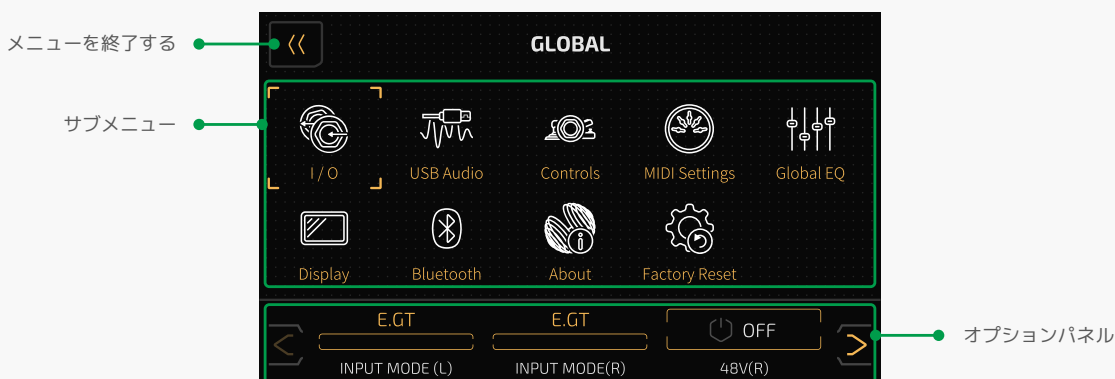 メニューを終了する
GLOBAL
サブメニュー
I / O
USB Audio
Controls
MIDI Settings
Global EQ
Display
Bluetooth
About
Factory Reset
E.GT
E.GT
OFF
オプションパネル
INPUT MODE (L)
INPUT MODE(R)
48V(R)